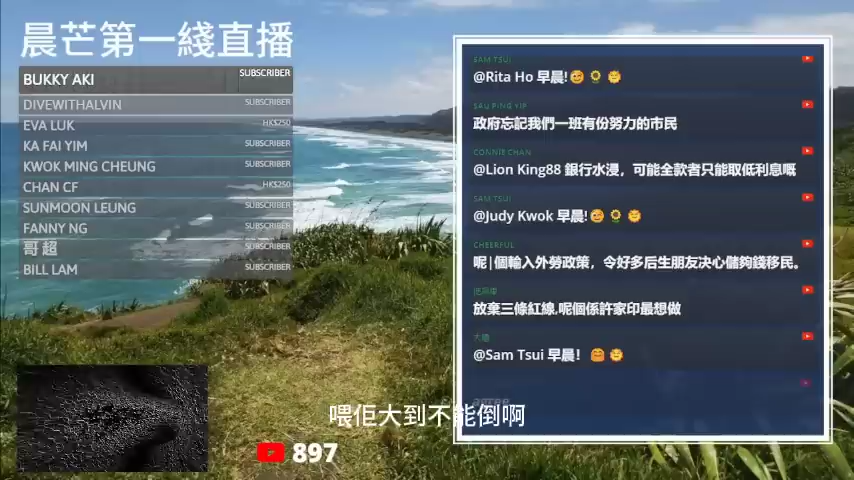 晨芒第一綫直播
BUKKY AKI SUBSCRIBER
DIVEWITHALVIN SUBSCRIBER
EVA LUK HK$250
KA FAI YIM SUBSCRIBER
KWOK MING CHEUNG SUBSCRIBER
CHAN CF HK$250
SUNMOON LEUNG SUBSCRIBER
FANNY NG SUBSCRIBER
哥 超 SUBSCRIBER
BILL LAM SUBSCRIBER
SAM TSUI
@Rita Ho 早晨!
SAU PING YIP
政府忘記我們一班有份努力的市民
CONNIE CHAN
@Lion King88 銀行水浸，可能全款者只能取低利息嘅
SAM TSUI
@Judy Kwok 早晨!
CHEERFUL
呢|個輸入外勞政策，令好多后生朋友决心儲夠錢移民。
放棄三條紅線,呢個係許家印最想做
@Sam Tsui 早晨！
agree
喂佢大到不能倒啊
897